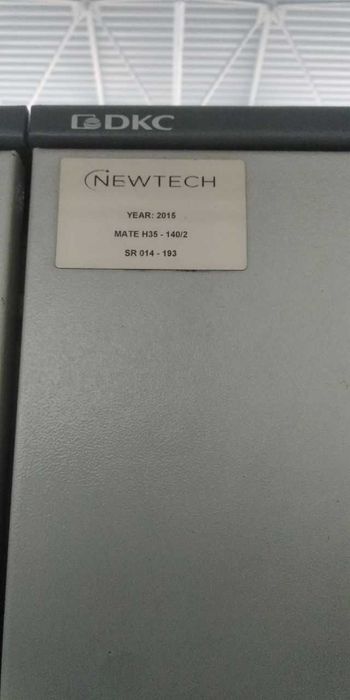 DKC
NEWTECH
YEAR: 2015
MATE H35 - 140/2
SR 014 - 193